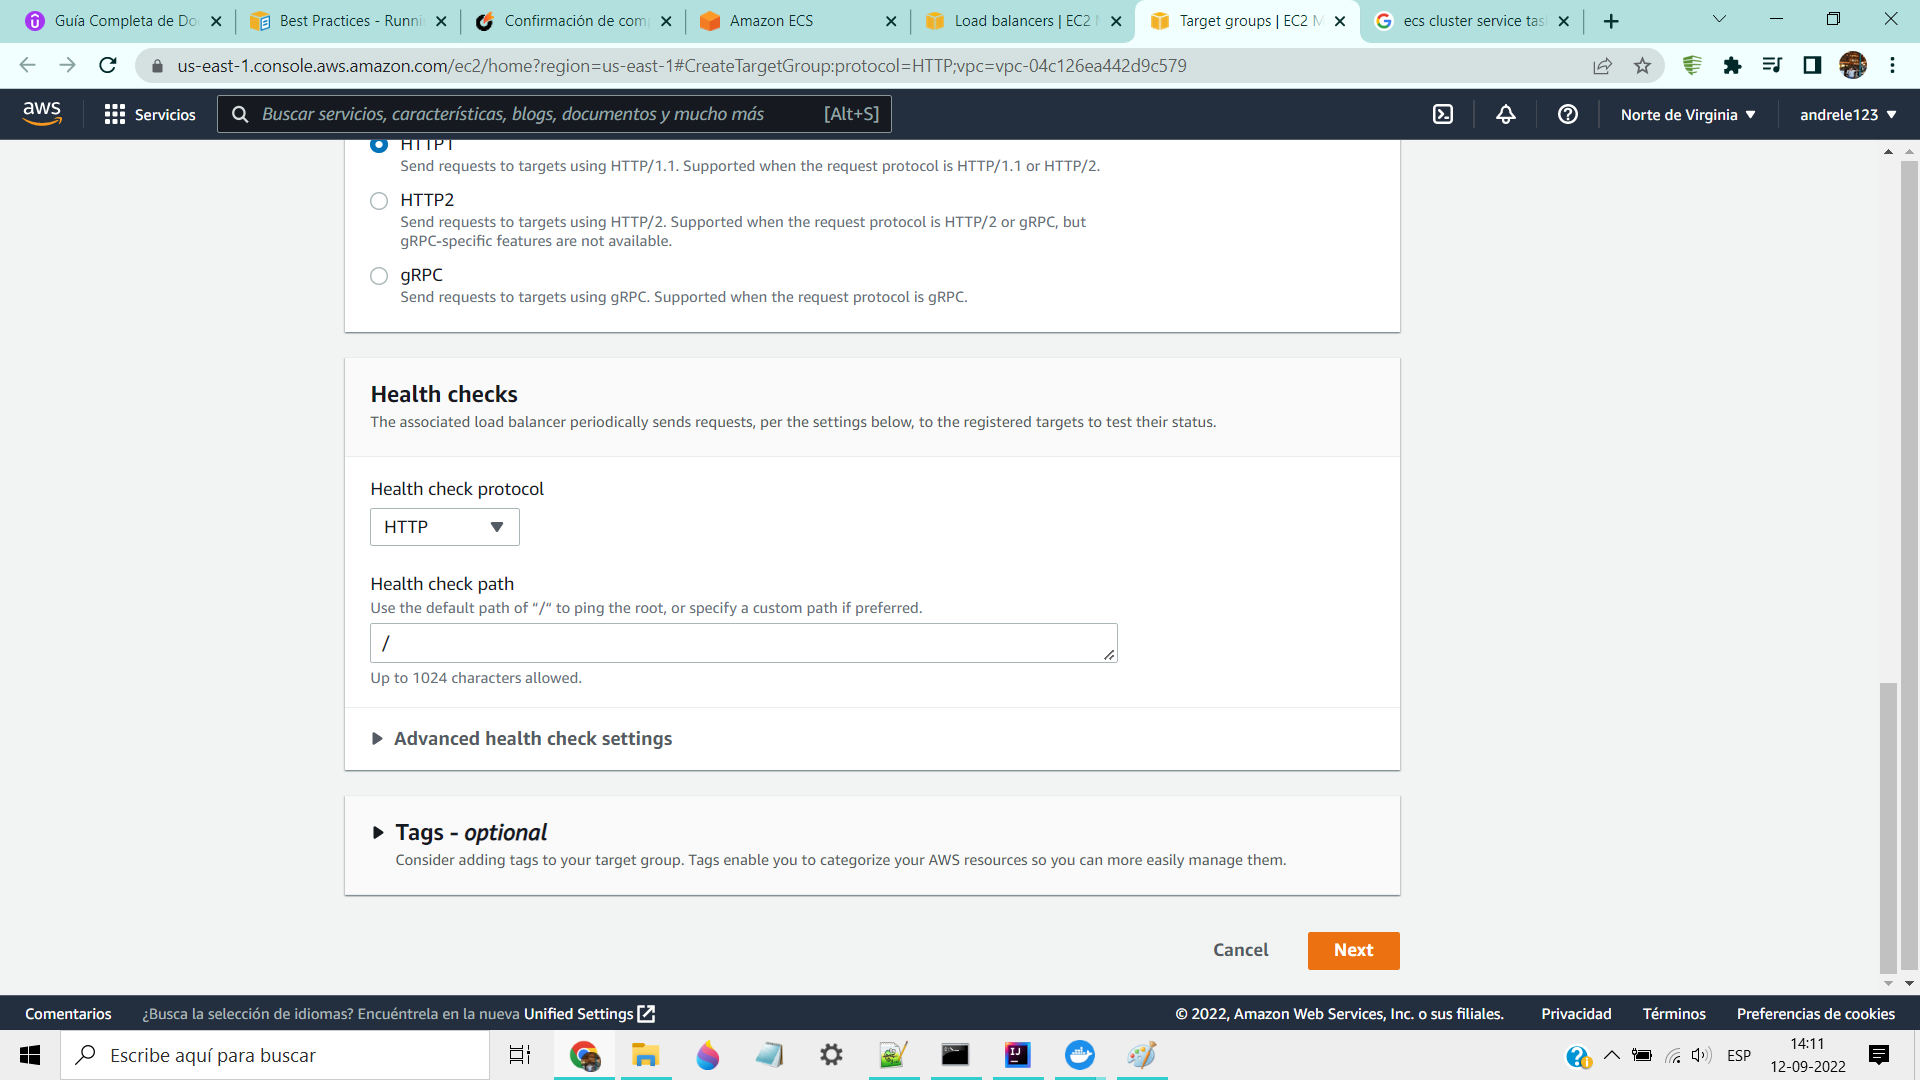 Guía Completa de Do
Best Practices - Runni
Confirmación de com
Amazon ECS
Load balancers | EC2
Target groups | EC2 M
ecs cluster service tas
us-east-1.console.aws.amazon.com/ec2/home?region=us-east-1#CreateTargetGroup:protocol=HTTP;vpc=vpc-04c126ea442d9c579
aws
Servicios
Buscar servicios, características, blogs, documentos y mucho más [Alt+S]
Norte de Virginia
andrele123
HTTP1
Send requests to targets using HTTP/1.1. Supported when the request protocol is HTTP/1.1 or HTTP/2.
HTTP2
Send requests to targets using HTTP/2. Supported when the request protocol is HTTP/2 or gRPC, but
gRPC-specific features are not available.
gRPC
Send requests to targets using gRPC. Supported when the request protocol is gRPC.
Health checks
The associated load balancer periodically sends requests, per the settings below, to the registered targets to test their status.
Health check protocol
HTTP
Health check path
Use the default path of “/“ to ping the root, or specify a custom path if preferred.
/
Up to 1024 characters allowed.
Advanced health check settings
Tags - optional
Consider adding tags to your target group. Tags enable you to categorize your AWS resources so you can more easily manage them.
Cancel
Next
Comentarios
¿Busca la selección de idiomas? Encuéntrela en la nueva Unified Settings
© 2022, Amazon Web Services, Inc. o sus filiales.
Privacidad
Términos
Preferencias de cookies
Escribe aquí para buscar
ESP
14:11
12-09-2022